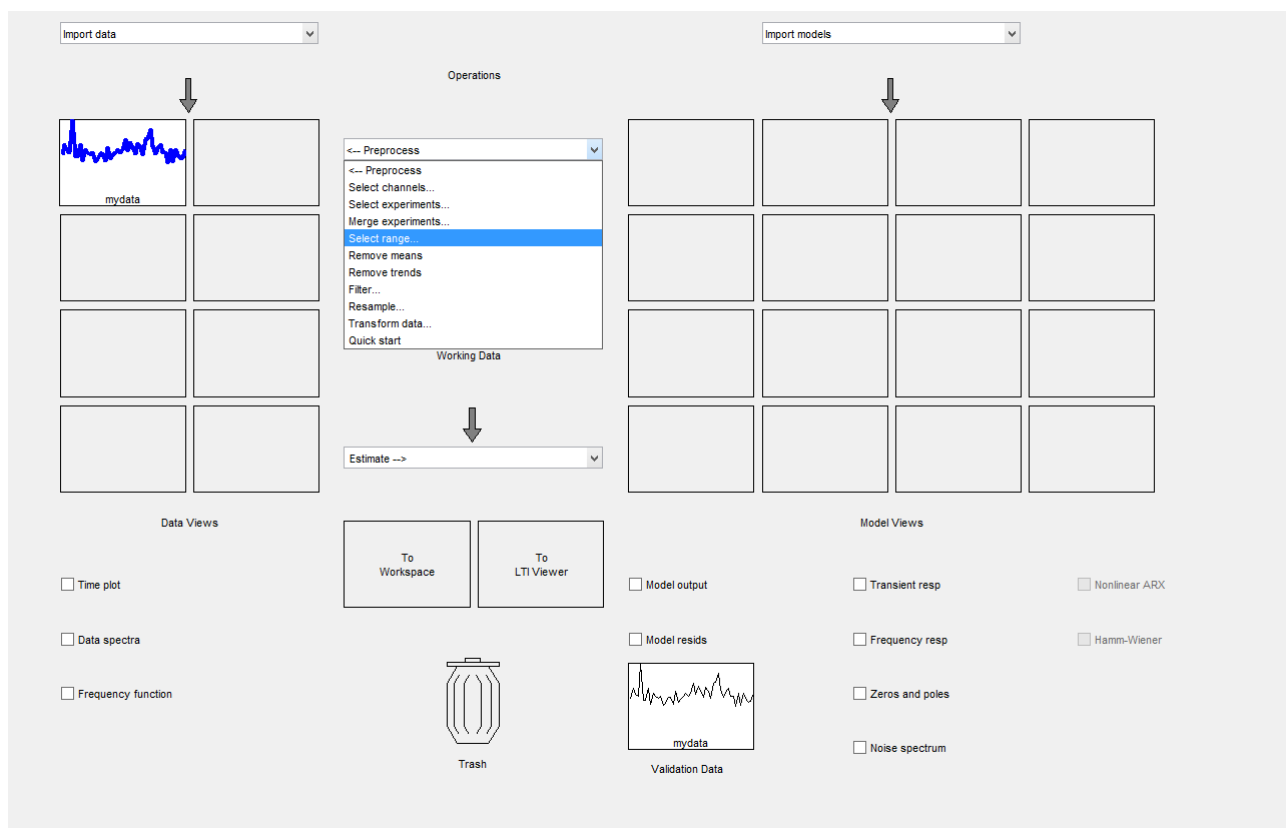 Import data
Import models
Operations
mydata
<-- Preprocess
<-- Preprocess
Select channels...
Select experiments...
Merge experiments...
Select range...
Remove means
Remove trends
Filter...
Resample...
Transform data...
Quick start
Working Data
Estimate -->
Data Views
Model Views
To
Workspace
To
LTI Viewer
Time plot
Data spectra
Frequency function
Model output
Transient resp
Nonlinear ARX
Model resids
Frequency resp
Hamm-Wiener
Zeros and poles
Noise spectrum
mydata
Trash
Validation Data